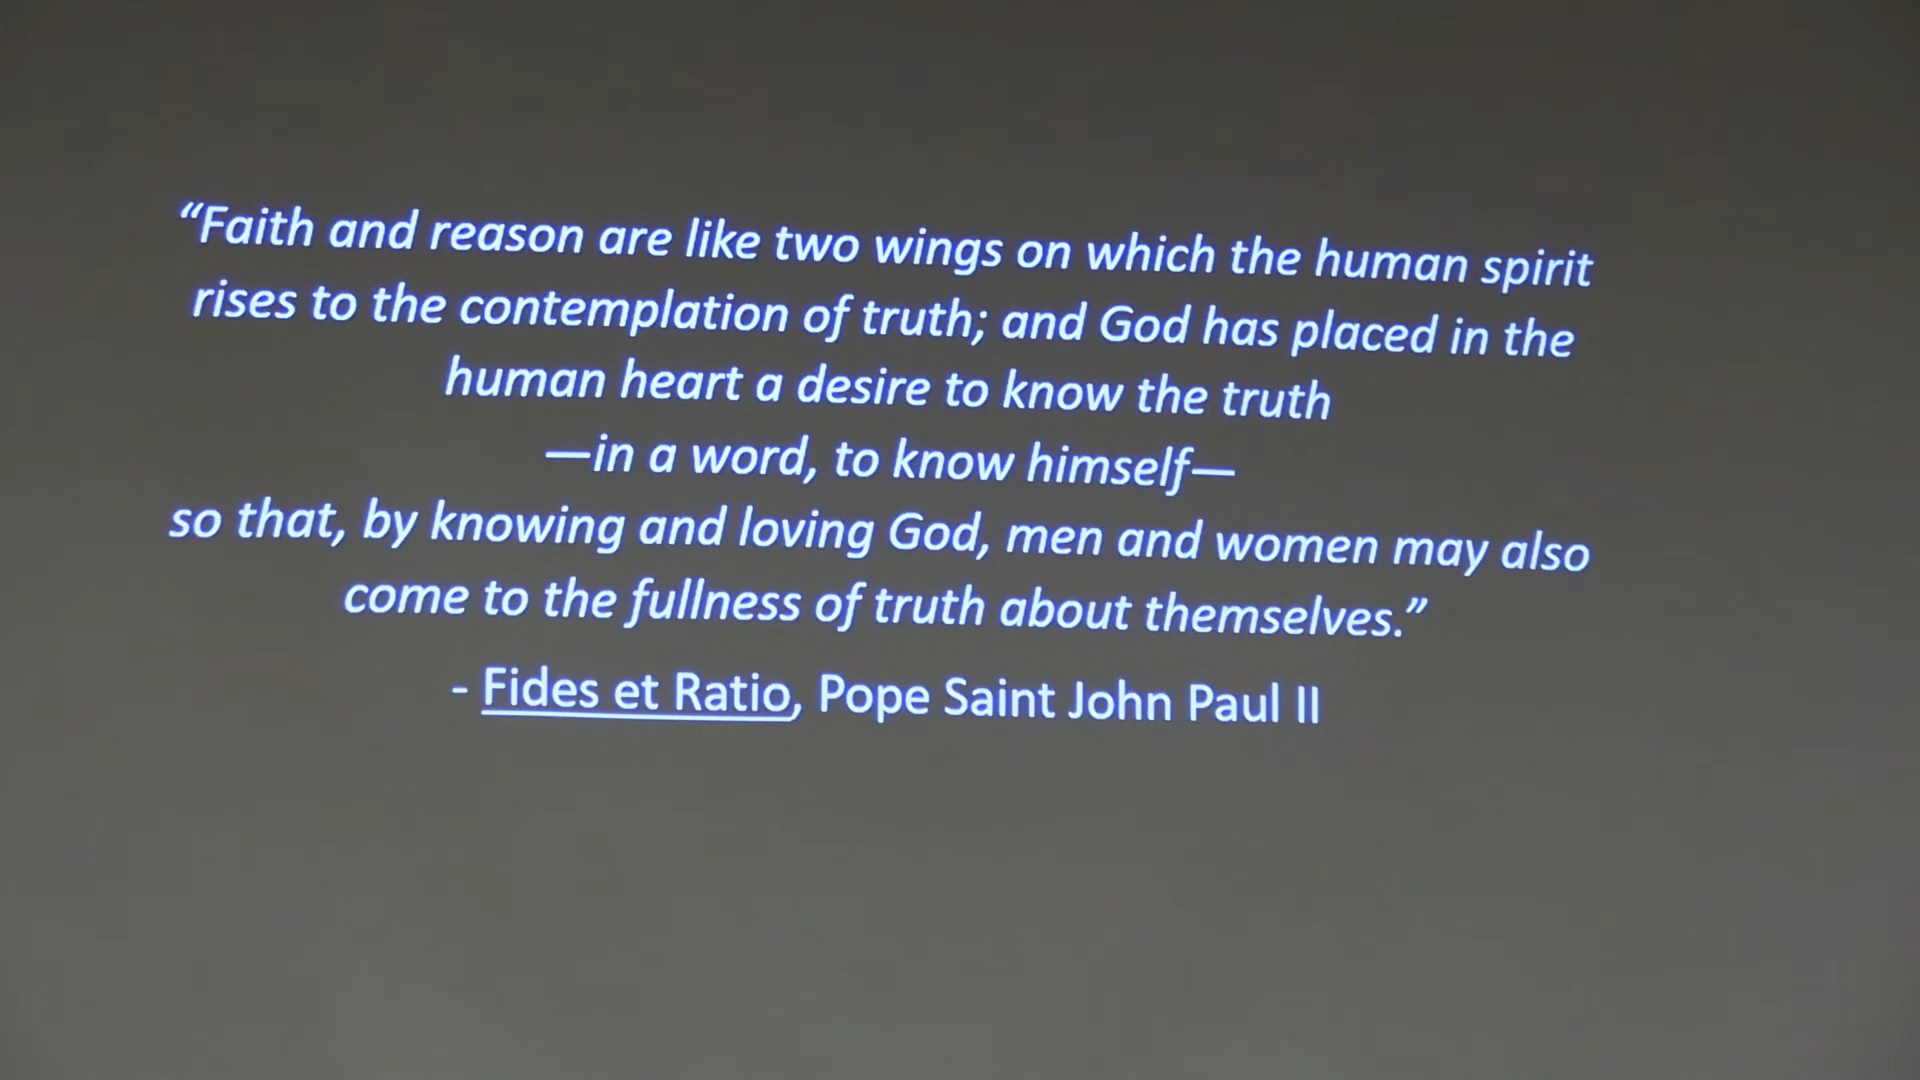 “Faith and reason are like two wings on which the human spirit
rises to the contemplation of truth; and God has placed in the
human heart a desire to know the truth
—in a word, to know himself—
so that, by knowing and loving God, men and women may also
come to the fullness of truth about themselves.”
- Fides et Ratio, Pope Saint John Paul II